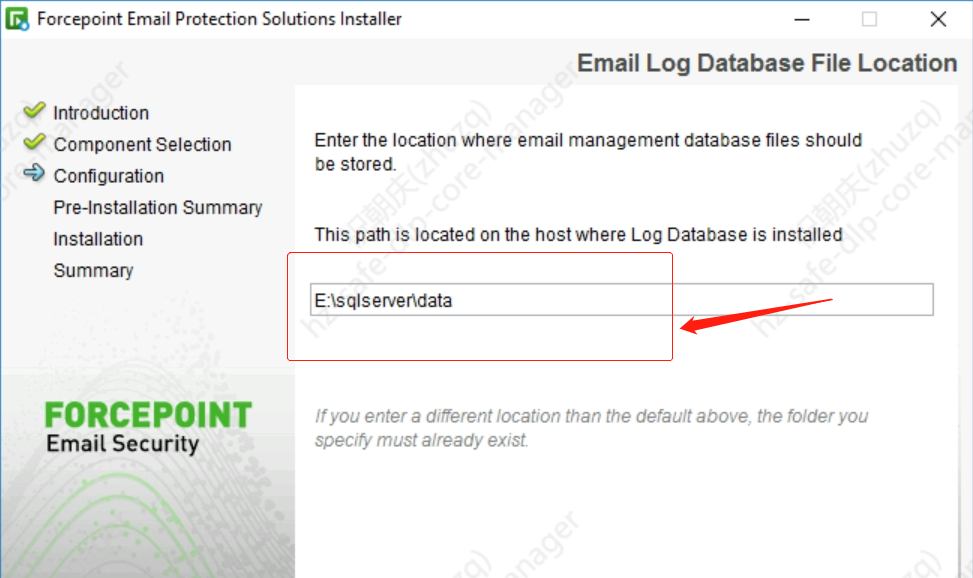 Forcepoint Email Protection Solutions Installer
Email Log Database File Location
Introduction
Component Selection
Configuration
Pre-Installation Summary
Installation
Summary
Enter the location where email management database files should
be stored.
This path is located on the host where Log Database is installed
E:\sqlserver\data
If you enter a different location than the default above, the folder you
specify must already exist.
FORCEPOINT
Email Security